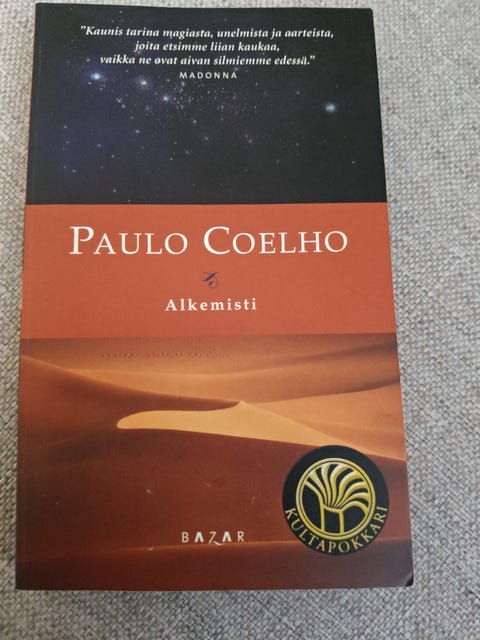 "Kaunis tarina magiasta, unelmista ja aarteista,
joita etsimme liian kaukaa,
vaikka ne ovat aivan silmiemme edessä."
MADONNA
PAULO COELHO
Alkemisti
KULTAPOKKARI
BAZAR